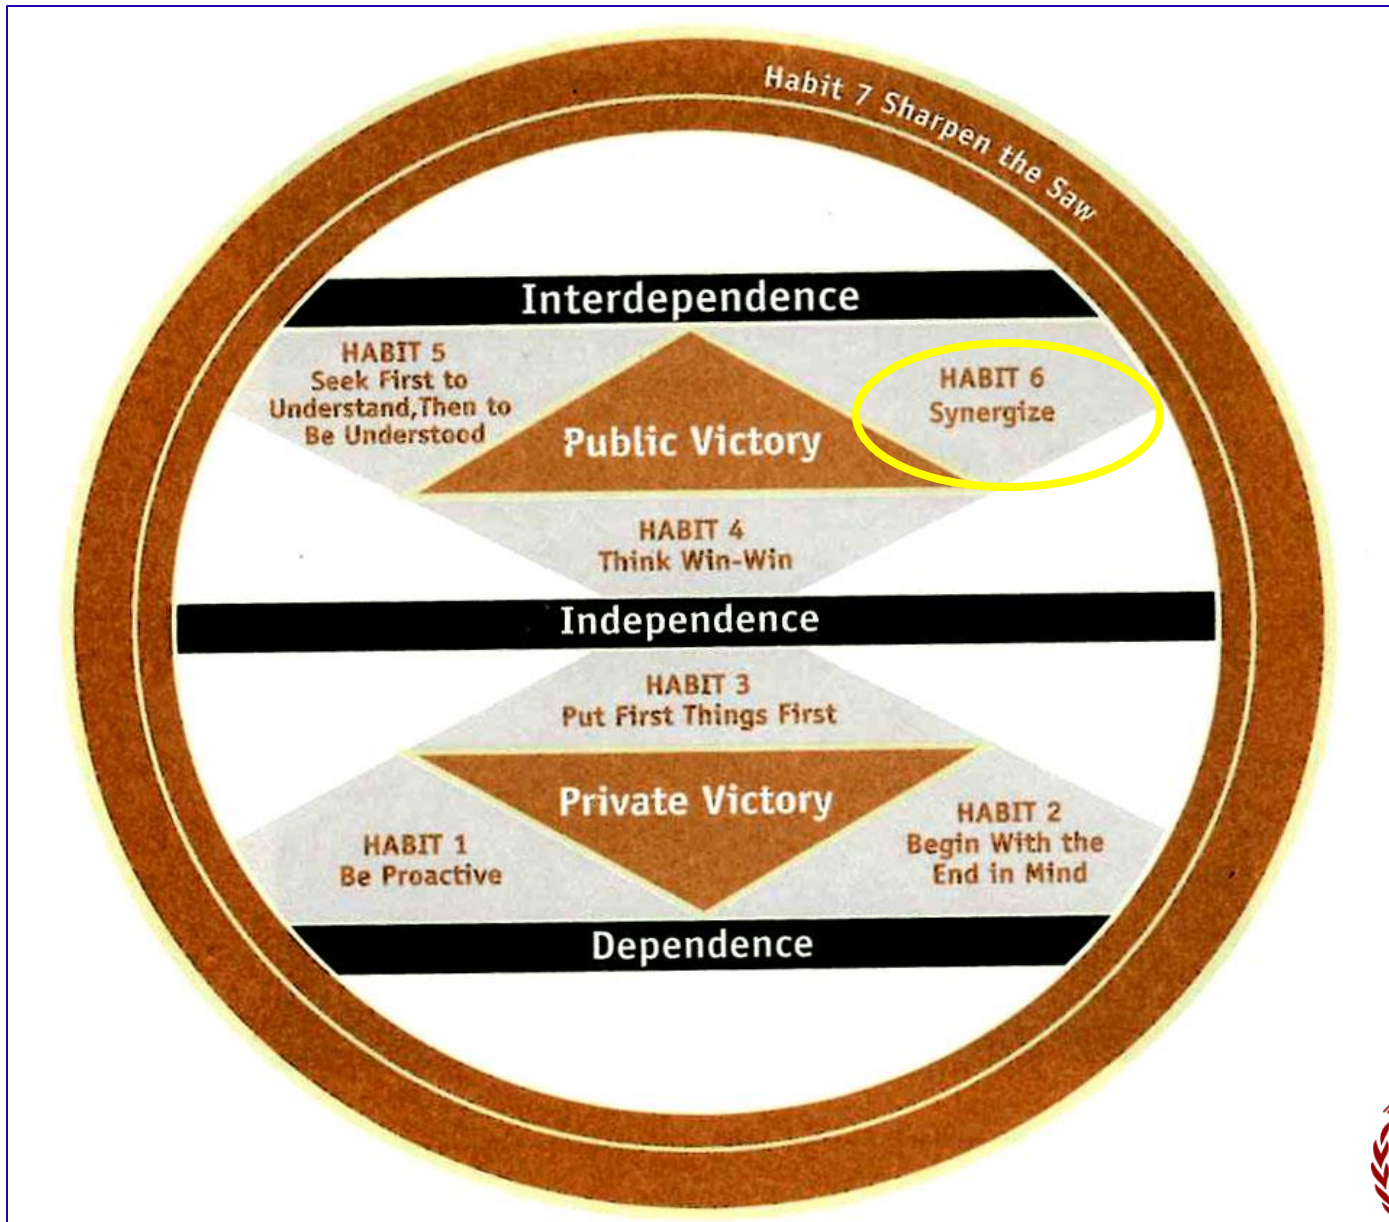 Habit 7 Sharpen the Saw
Interdependence
HABIT 5
Seek First to
Understand,Then to
Be Understood
HABIT 6
Synergize
Public Victory
HABIT 4
Think Win-Win
Independence
HABIT 3
Put First Things First
Private Victory
HABIT 1
Be Proactive
HABIT 2
Begin With the
End in Mind
Dependence